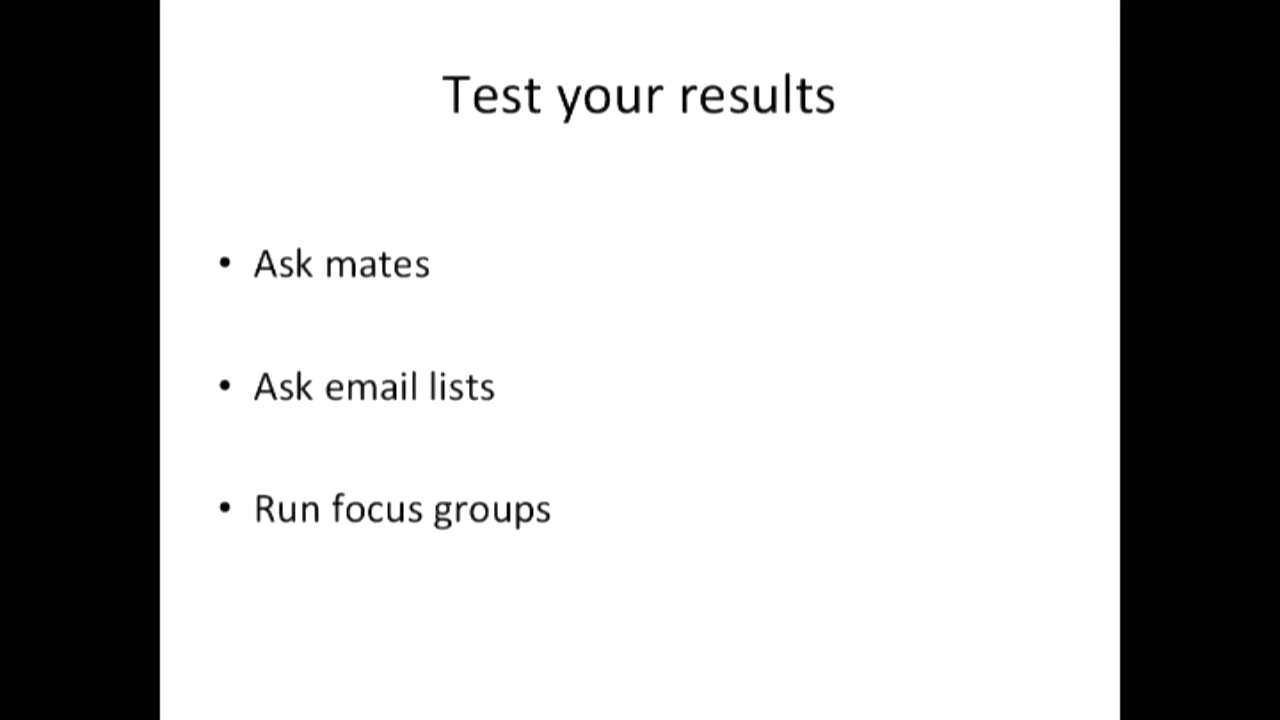 Test your results
• Ask mates
• Ask email lists
• Run focus groups